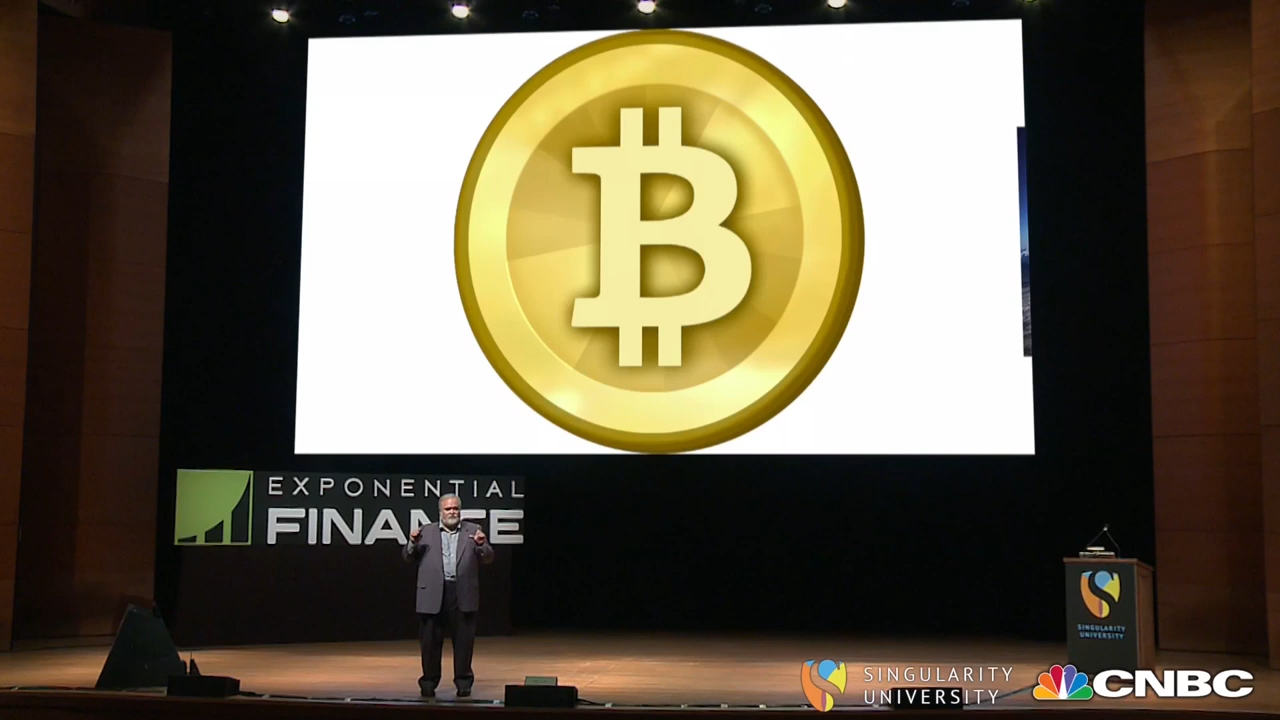 EXPONENTIAL
FINANCE
SINGULARITY
UNIVERSITY
SINGULARITY
UNIVERSITY
CNBC